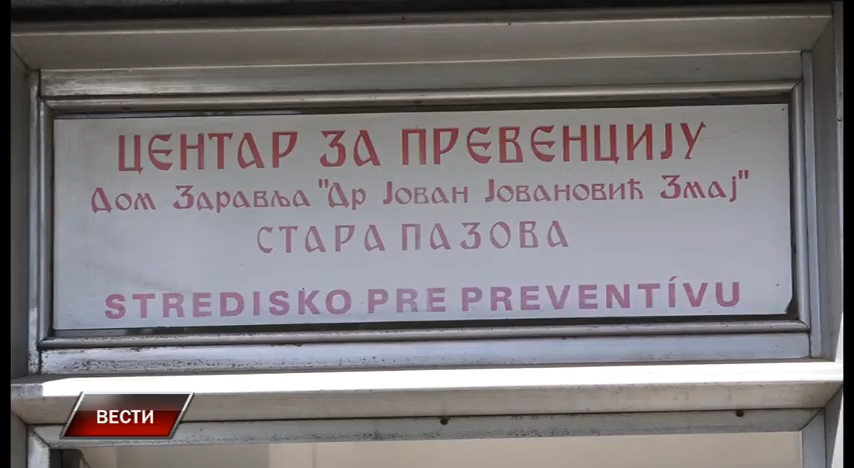 ЦЕНТАР ЗА ПРЕВЕНЦИЈУ
Дом Здравља "Др Јован Јовановић Змај"
СТАРА ПАЗОВА
STREDISKO PRE PREVENTÍVU
ВЕСТИ